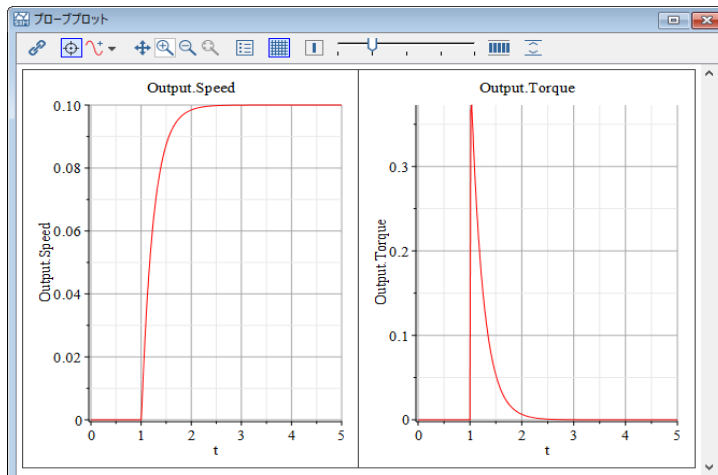 プローブプロット
Output.Speed
0.10
0.08
0.06
0.04
0.02
0
Output.Speed
0 1 2 3 4 5
t
Output.Torque
0.3
0.2
0.1
0
Output.Torque
0 1 2 3 4 5
t